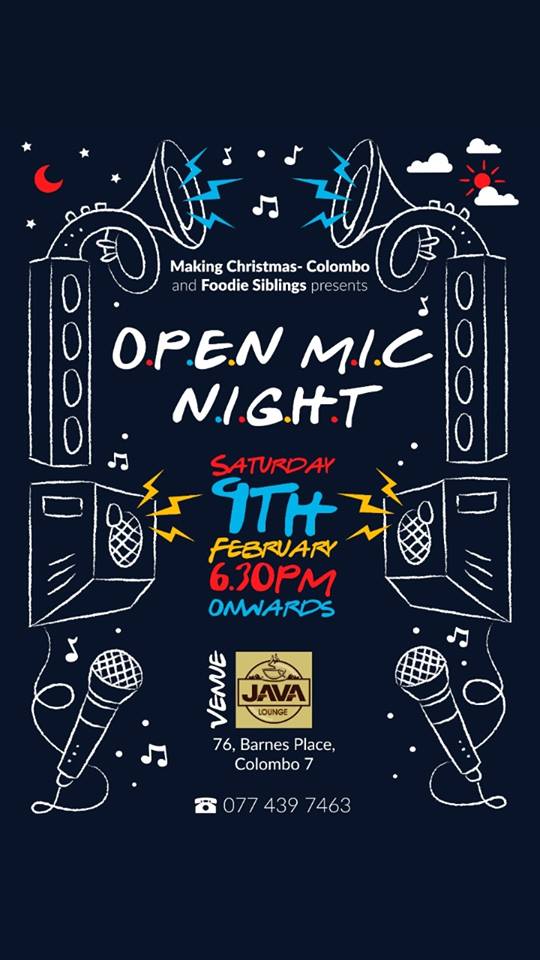 Making Christmas- Colombo
and Foodie Siblings presents
O.P.E.N M.I.C
N.I.G.H.T
SATURDAY
9TH
FEBRUARY
6.30PM
ONWARDS
VENUE
JAVA
LOUNGE
76, Barnes Place,
Colombo 7
☎ 077 439 7463